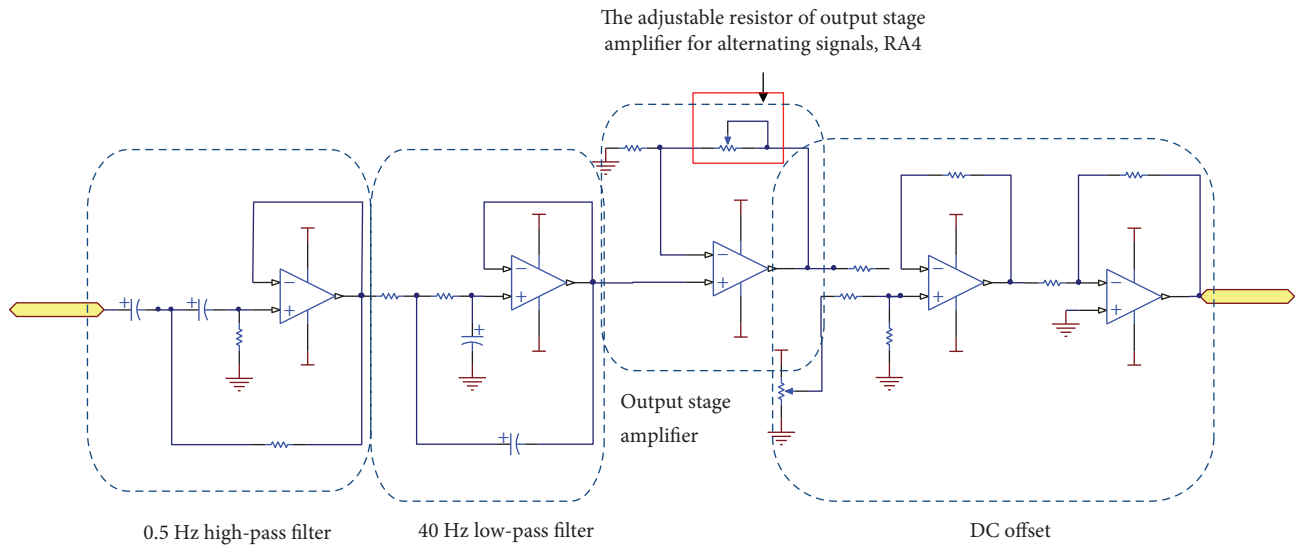 The adjustable resistor of output stage
amplifier for alternating signals, RA4
Output stage
amplifier
0.5 Hz high-pass filter
40 Hz low-pass filter
DC offset